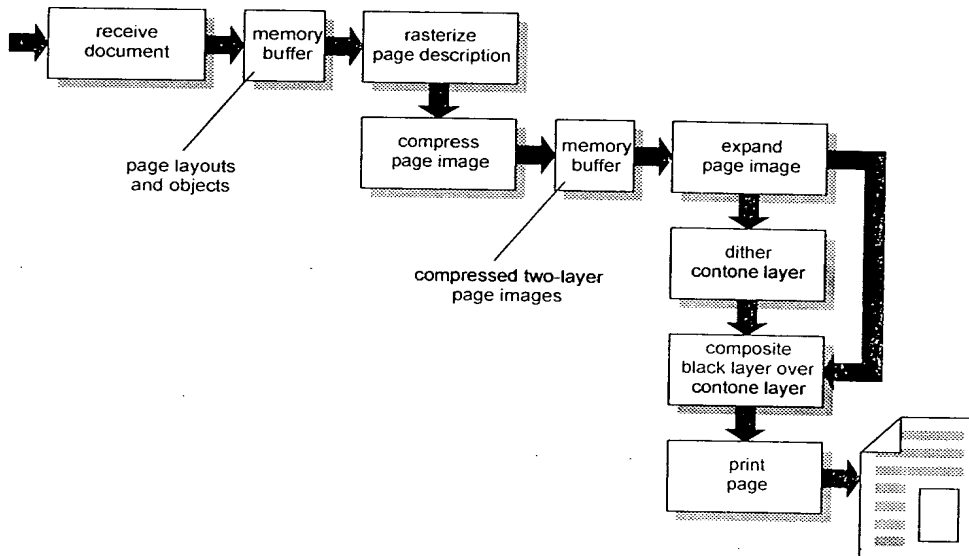 receive
document
memory
buffer
rasterize
page description
page layouts
and objects
compress
page image
memory
buffer
expand
page image
compressed two-layer
page images
dither
contone layer
composite
black layer over
contone layer
print
page